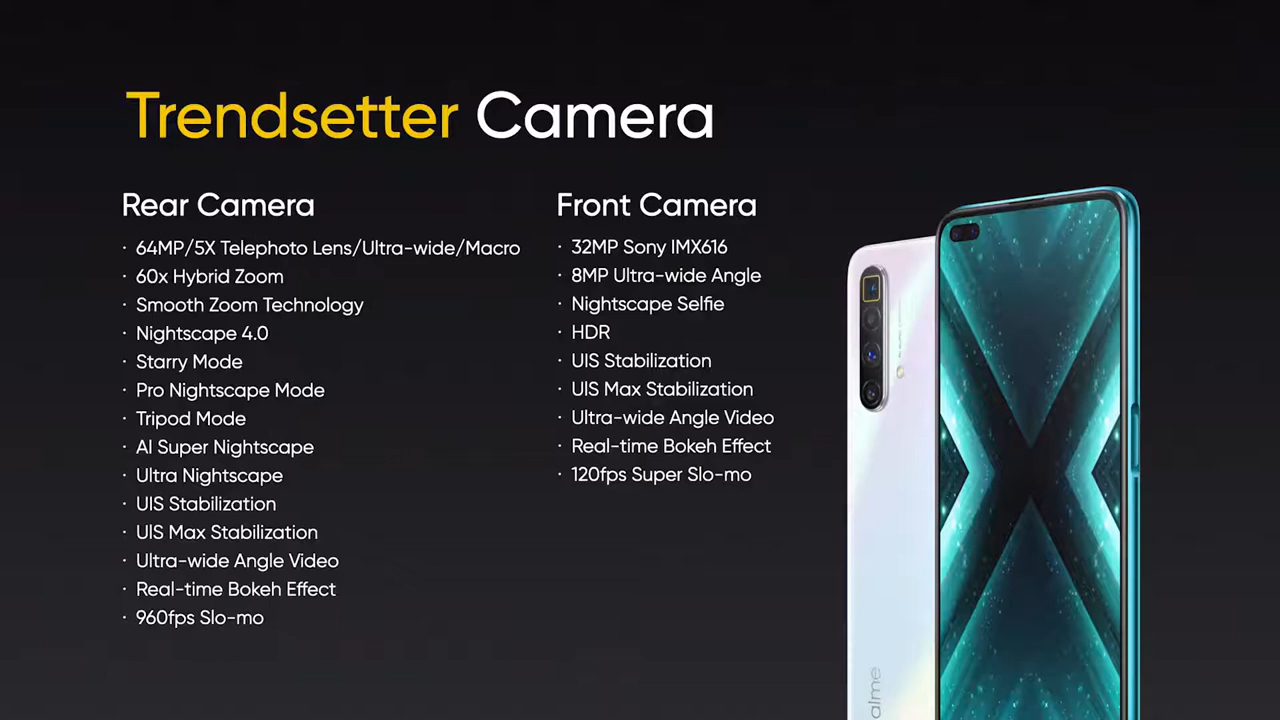 Trendsetter Camera
Rear Camera
· 64MP/5X Telephoto Lens/Ultra-wide/Macro
· 60x Hybrid Zoom
· Smooth Zoom Technology
· Nightscape 4.0
· Starry Mode
· Pro Nightscape Mode
· Tripod Mode
· AI Super Nightscape
· Ultra Nightscape
· UIS Stabilization
· UIS Max Stabilization
· Ultra-wide Angle Video
· Real-time Bokeh Effect
· 960fps Slo-mo
Front Camera
· 32MP Sony IMX616
· 8MP Ultra-wide Angle
· Nightscape Selfie
· HDR
· UIS Stabilization
· UIS Max Stabilization
· Ultra-wide Angle Video
· Real-time Bokeh Effect
· 120fps Super Slo-mo
alme